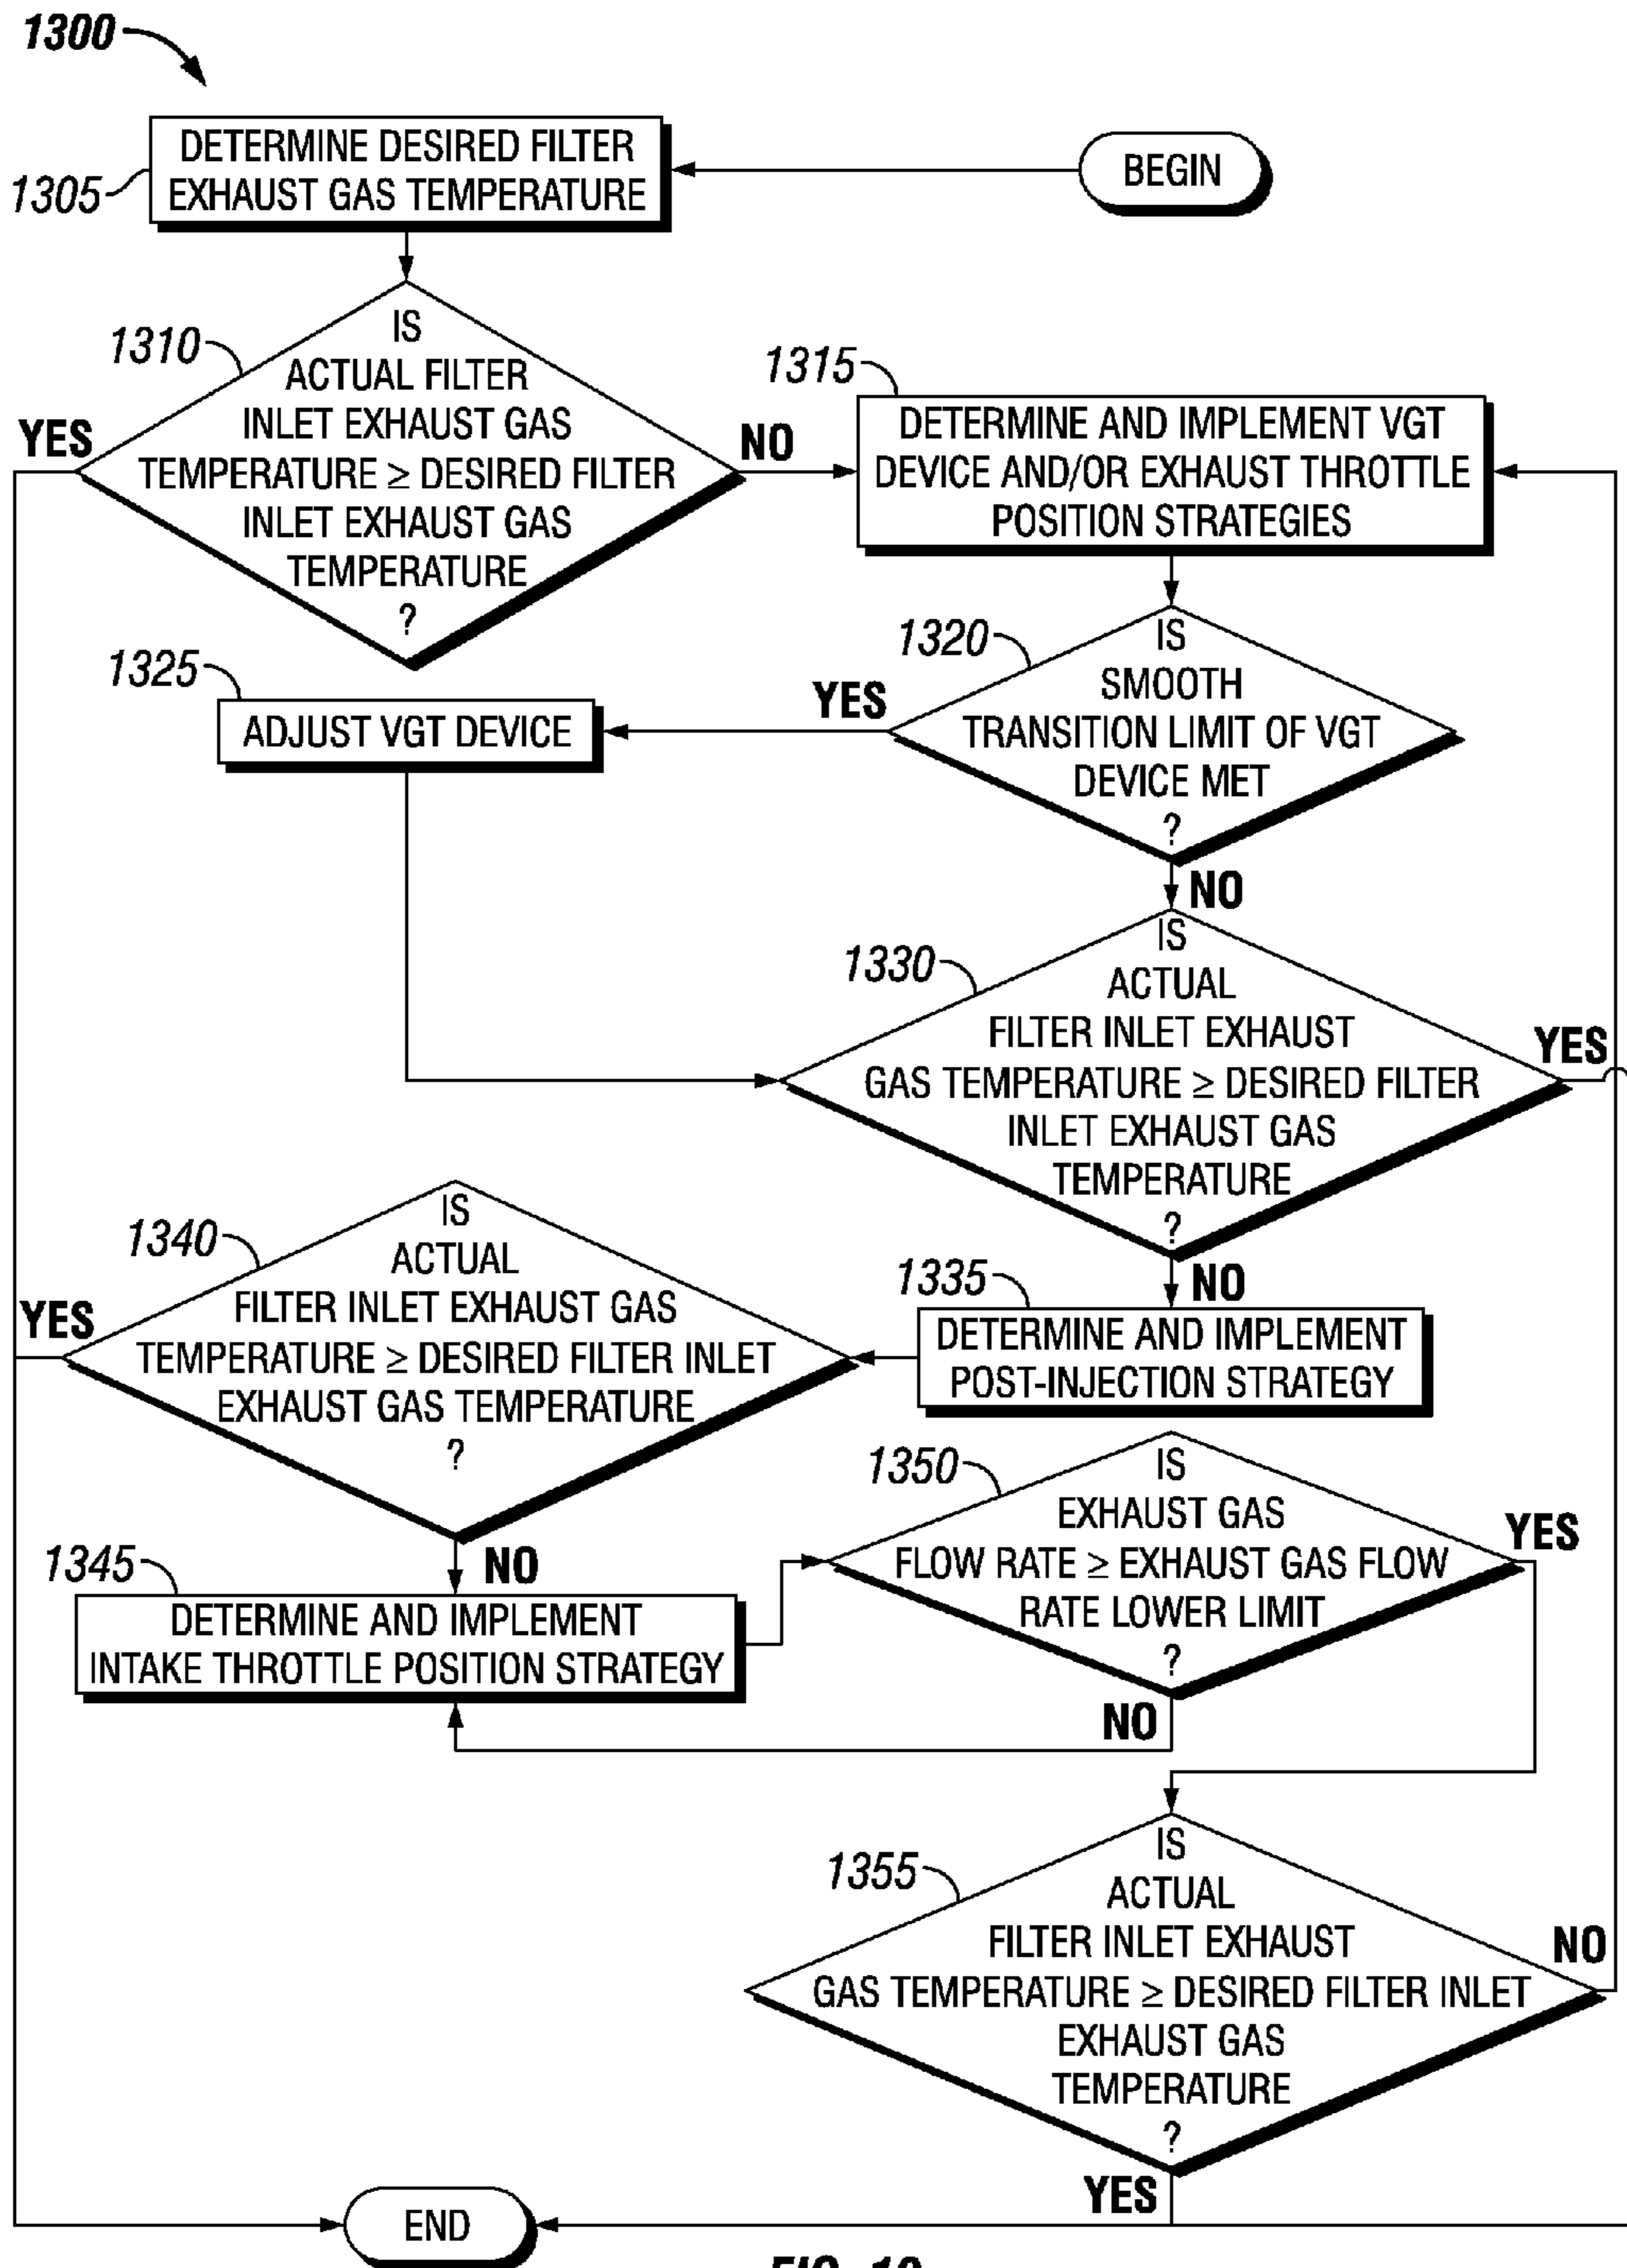 1300
DETERMINE DESIRED FILTER
EXHAUST GAS TEMPERATURE
1305
BEGIN
1310
IS
ACTUAL FILTER
INLET EXHAUST GAS
TEMPERATURE ≥ DESIRED FILTER
INLET EXHAUST GAS
TEMPERATURE
?
YES
NO
1315
DETERMINE AND IMPLEMENT VGT
DEVICE AND/OR EXHAUST THROTTLE
POSITION STRATEGIES
1320
IS
SMOOTH
TRANSITION LIMIT OF VGT
DEVICE MET
?
YES
NO
1325
ADJUST VGT DEVICE
1330
IS
ACTUAL
FILTER INLET EXHAUST
GAS TEMPERATURE ≥ DESIRED FILTER
INLET EXHAUST GAS
TEMPERATURE
?
YES
NO
1335
DETERMINE AND IMPLEMENT
POST-INJECTION STRATEGY
1340
IS
ACTUAL
FILTER INLET EXHAUST GAS
TEMPERATURE ≥ DESIRED FILTER INLET
EXHAUST GAS TEMPERATURE
?
YES
NO
1345
DETERMINE AND IMPLEMENT
INTAKE THROTTLE POSITION STRATEGY
1350
IS
EXHAUST GAS
FLOW RATE ≥ EXHAUST GAS FLOW
RATE LOWER LIMIT
?
YES
NO
1355
IS
ACTUAL
FILTER INLET EXHAUST
GAS TEMPERATURE ≥ DESIRED FILTER INLET
EXHAUST GAS
TEMPERATURE
?
NO
YES
END